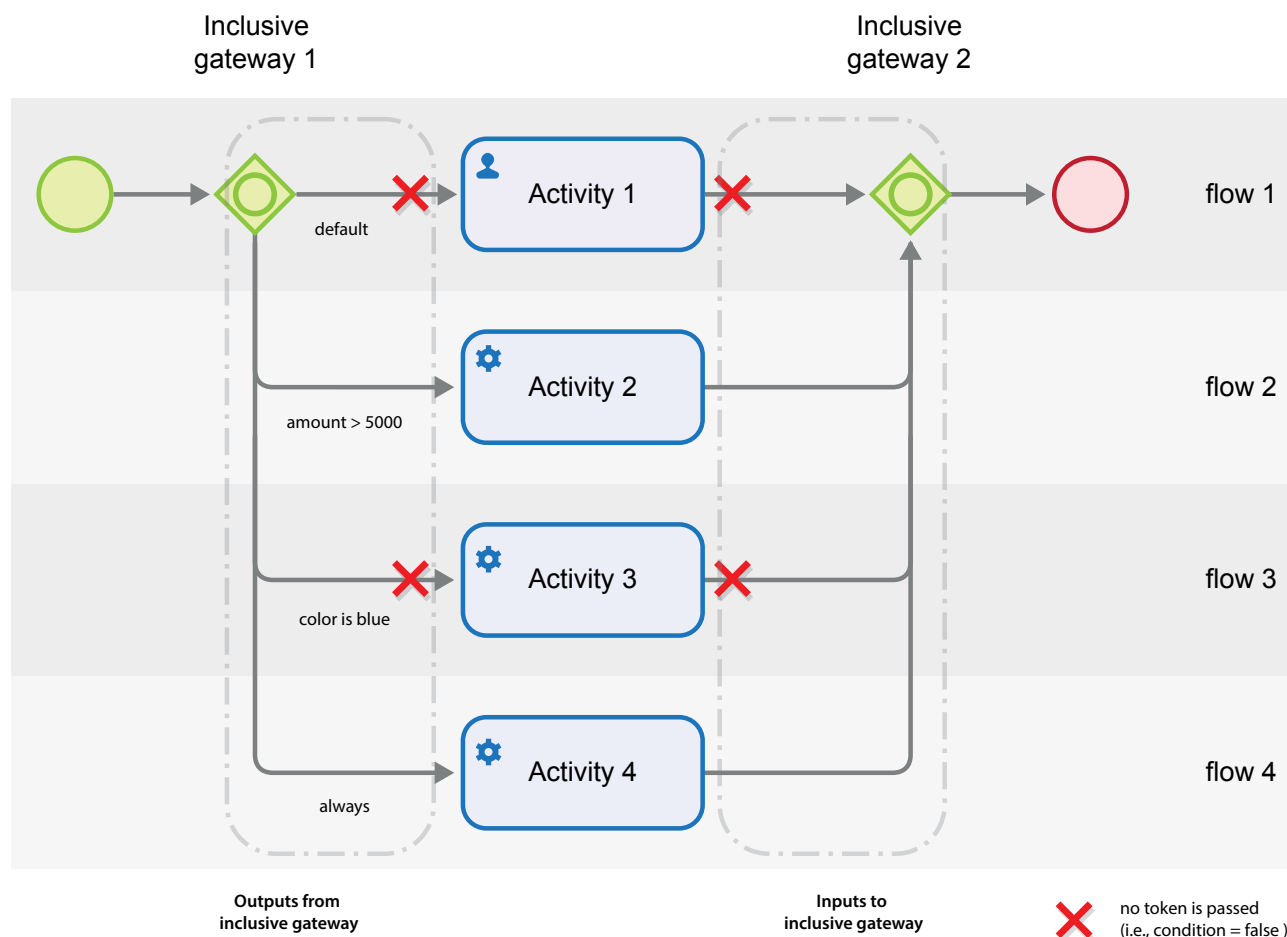 Inclusive
gateway 1
Inclusive
gateway 2
Activity 1
flow 1
default
Activity 2
flow 2
amount > 5000
Activity 3
flow 3
color is blue
Activity 4
flow 4
always
Outputs from
inclusive gateway
Inputs to
inclusive gateway
no token is passed
(i.e., condition = false )